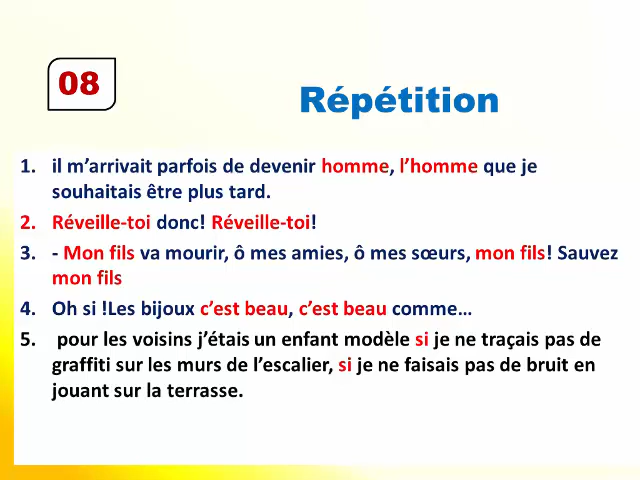 08
Répétition
1. il m’arrivait parfois de devenir homme, l’homme que je
souhaitais être plus tard.
2. Réveille-toi donc! Réveille-toi!
3. - Mon fils va mourir, ô mes amies, ô mes sœurs, mon fils! Sauvez
mon fils
4. Oh si !Les bijoux c’est beau, c’est beau comme…
5. pour les voisins j’étais un enfant modèle si je ne traçais pas de
graffiti sur les murs de l’escalier, si je ne faisais pas de bruit en
jouant sur la terrasse.